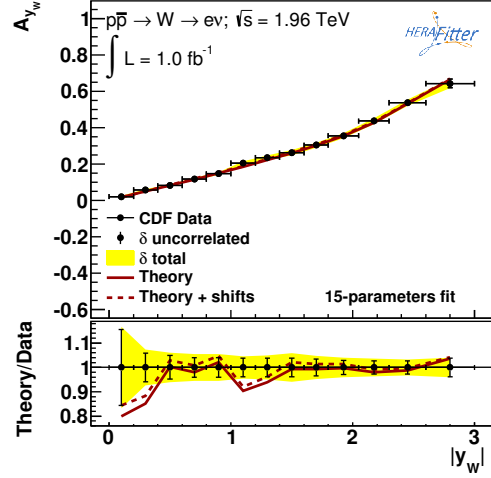 A_{y_W}
pp̅ → W → eν; √s = 1.96 TeV
HERAFitter
∫ L = 1.0 fb⁻¹
1
0.8
0.6
0.4
0.2
0
-0.2
-0.4
-0.6
CDF Data
δ uncorrelated
δ total
Theory
Theory + shifts
15-parameters fit
Theory/Data
1.1
1
0.9
0.8
0 1 2 3
|y_W|